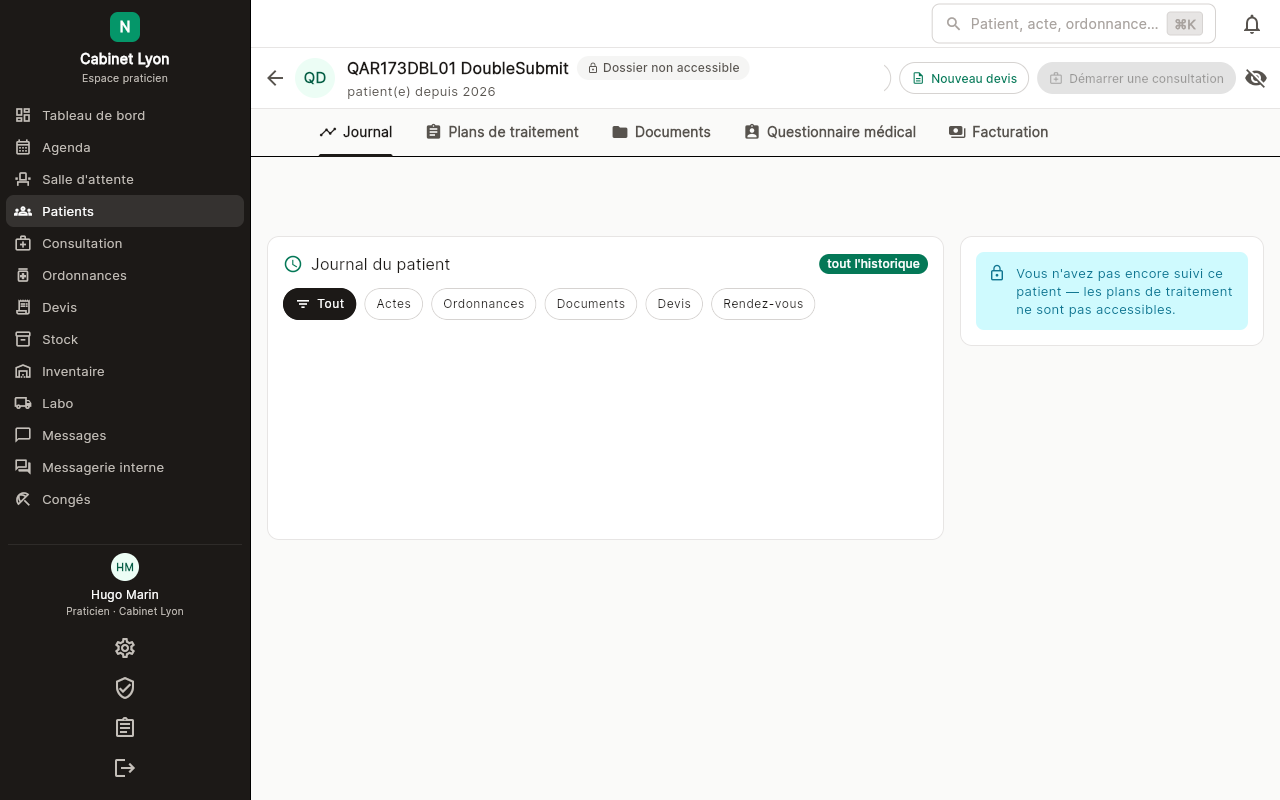 N
Cabinet Lyon
Espace praticien
Tableau de bord
Agenda
Salle d'attente
Patients
Consultation
Ordonnances
Devis
Stock
Inventaire
Labo
Messages
Messagerie interne
Congés
HM
Hugo Marin
Praticien · Cabinet Lyon
Patient, acte, ordonnance... ⌘K
QD
QAR173DBL01 DoubleSubmit
Dossier non accessible
patient(e) depuis 2026
Nouveau devis
Démarrer une consultation
Journal
Plans de traitement
Documents
Questionnaire médical
Facturation
Journal du patient
tout l'historique
Tout
Actes
Ordonnances
Documents
Devis
Rendez-vous
Vous n'avez pas encore suivi ce
patient — les plans de traitement
ne sont pas accessibles.